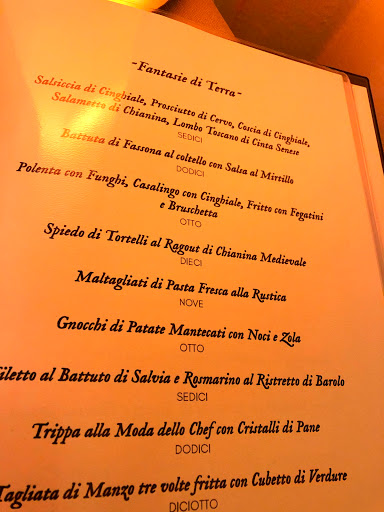 -Fantasie di Terra-
Salsiccia di Cinghiale, Prosciutto di Cervo, Coscia di Cinghiale,
Salametto di Chianina, Lombo Toscano di Cinta Senese
SEDICI
Battuta di Fassona al coltello con Salsa al Mirtillo
DODICI
Polenta con Funghi, Casalingo con Cinghiale, Fritto con Fegatini
e Bruschetta
OTTO
Spiedo di Tortelli al Ragout di Chianina Medievale
DIECI
Maltagliati di Pasta Fresca alla Rustica
NOVE
Gnocchi di Patate Mantecati con Noci e Zola
OTTO
iletto al Battuto di Salvia e Rosmarino al Ristretto di Barolo
SEDICI
Trippa alla Moda dello Chef con Cristalli di Pane
DODICI
Tagliata di Manzo tre volte fritta con Cubetto di Verdure
DICIOTTO